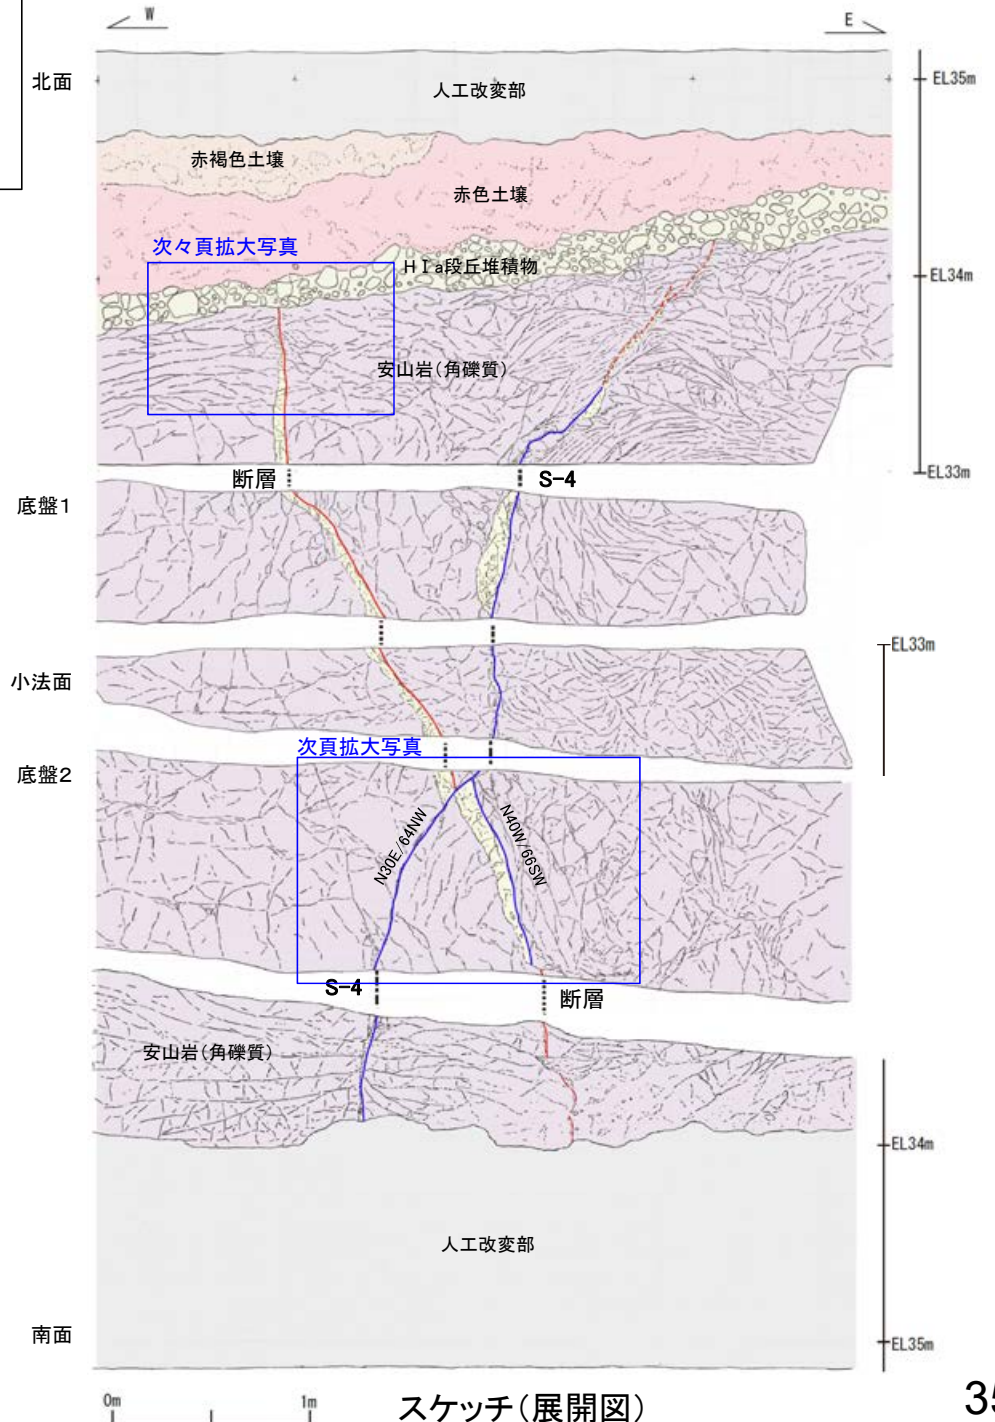 W
E
北面
EL35m
人工改変部
赤褐色土壌
赤色土壌
次々頁拡大写真
HⅠa段丘堆積物
EL34m
安山岩(角礫質)
EL33m
断層
S-4
底盤1
EL33m
小法面
次頁拡大写真
底盤2
N30E/64NW
N40W/66SW
S-4
断層
安山岩(角礫質)
EL34m
人工改変部
南面
EL35m
0m
1m
スケッチ(展開図)